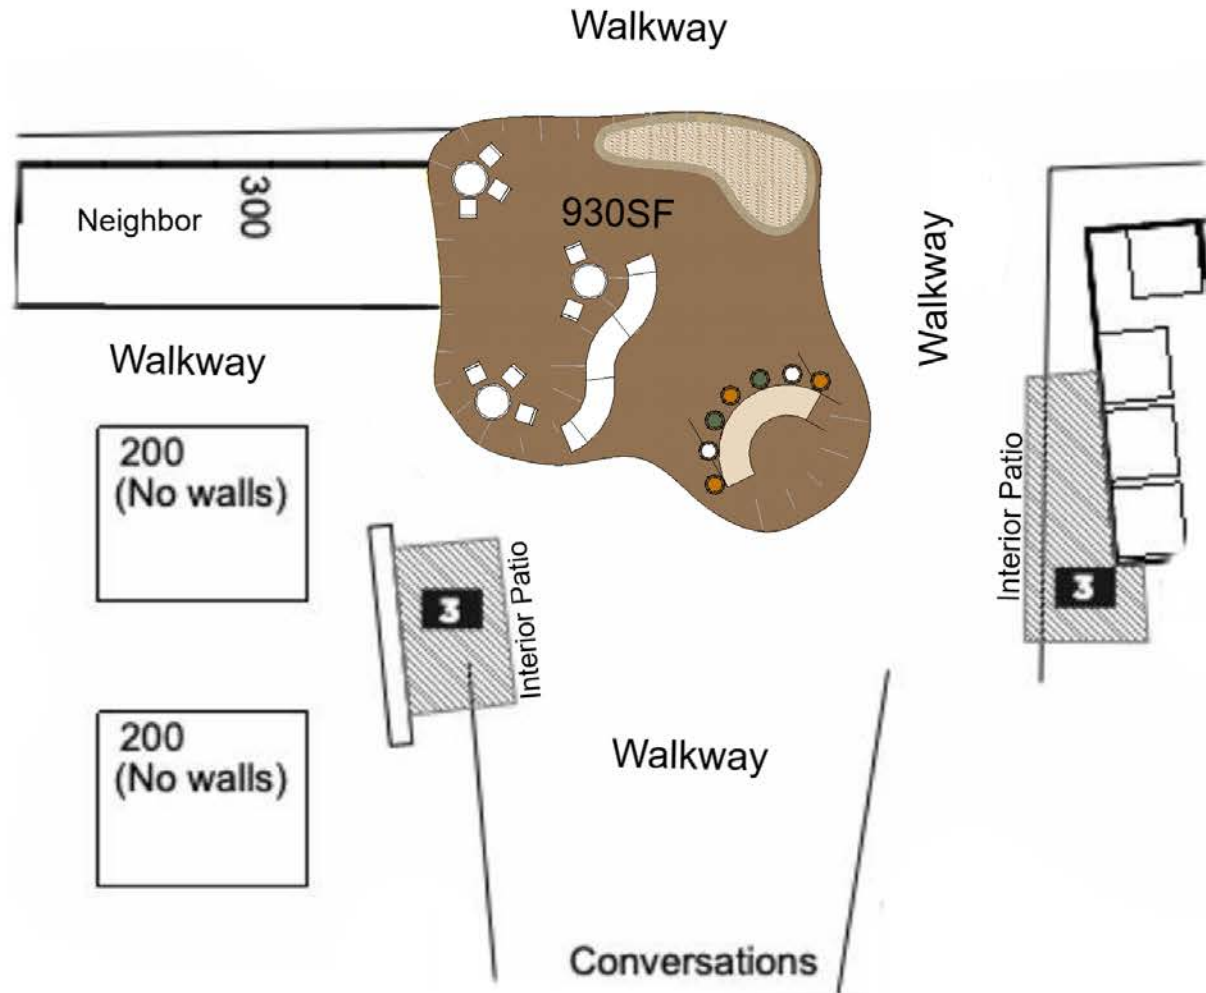 Walkway
300
Neighbor
930SF
Walkway
Walkway
200
(No walls)
Interior Patio
3
Interior Patio
3
200
(No walls)
Walkway
Conversations